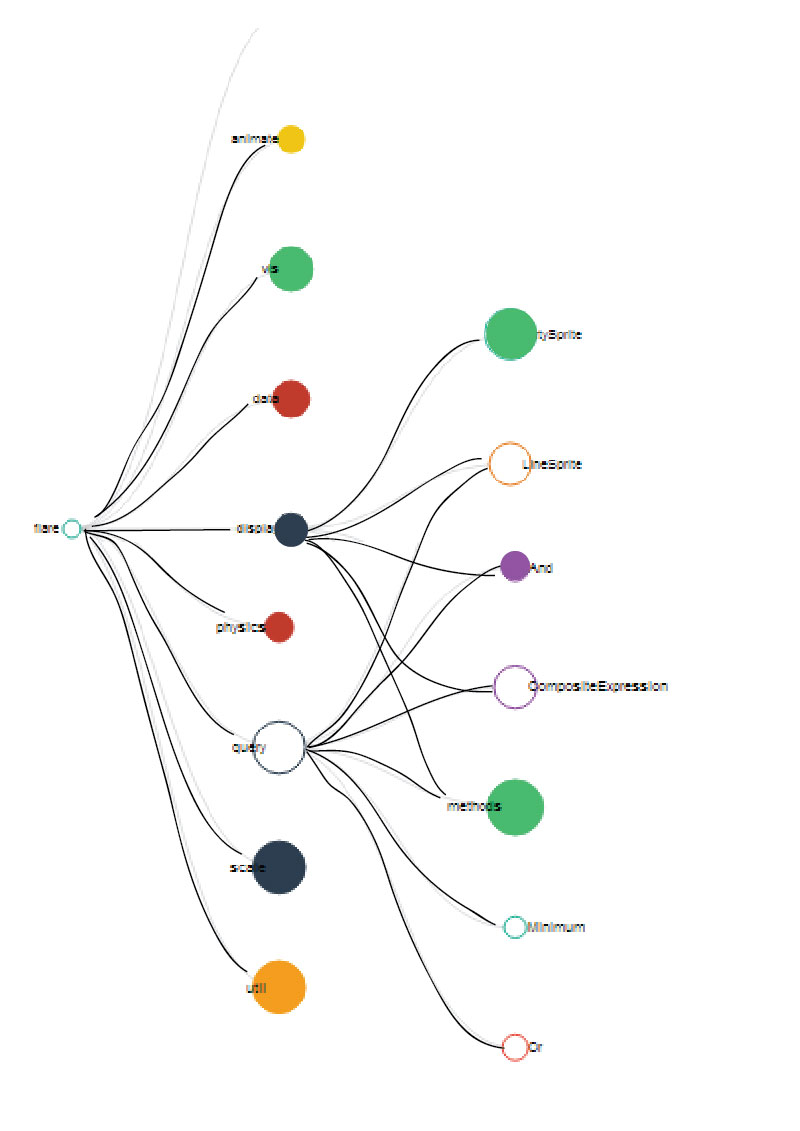 animate
vis
data
flare
display
physics
query
scale
util
tySprite
LineSprite
And
CompositeExpression
methods
Minimum
Or